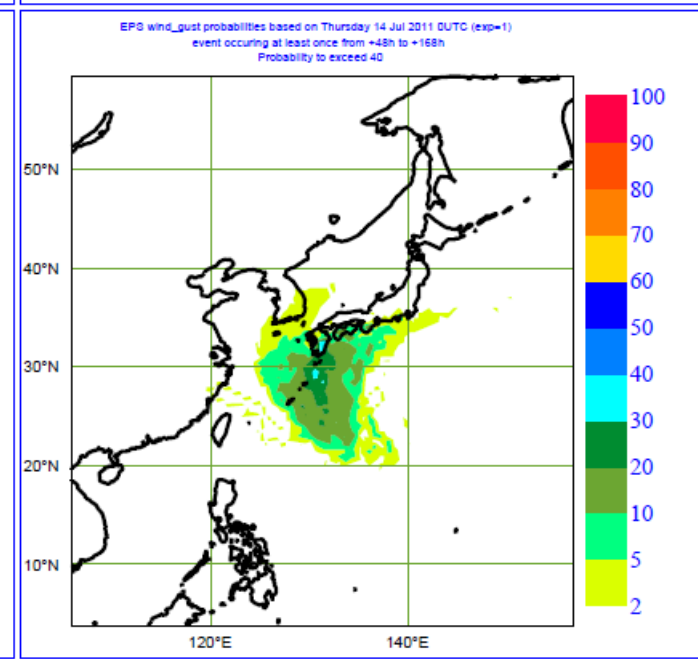 EPS wind_gust probabilities based on Thursday 14 Jul 2011 0UTC (exp=1)
event occuring at least once from +48h to +168h
Probability to exceed 40
100
90
80
70
60
50
40
30
20
10
5
2
50°N
40°N
30°N
20°N
10°N
120°E
140°E